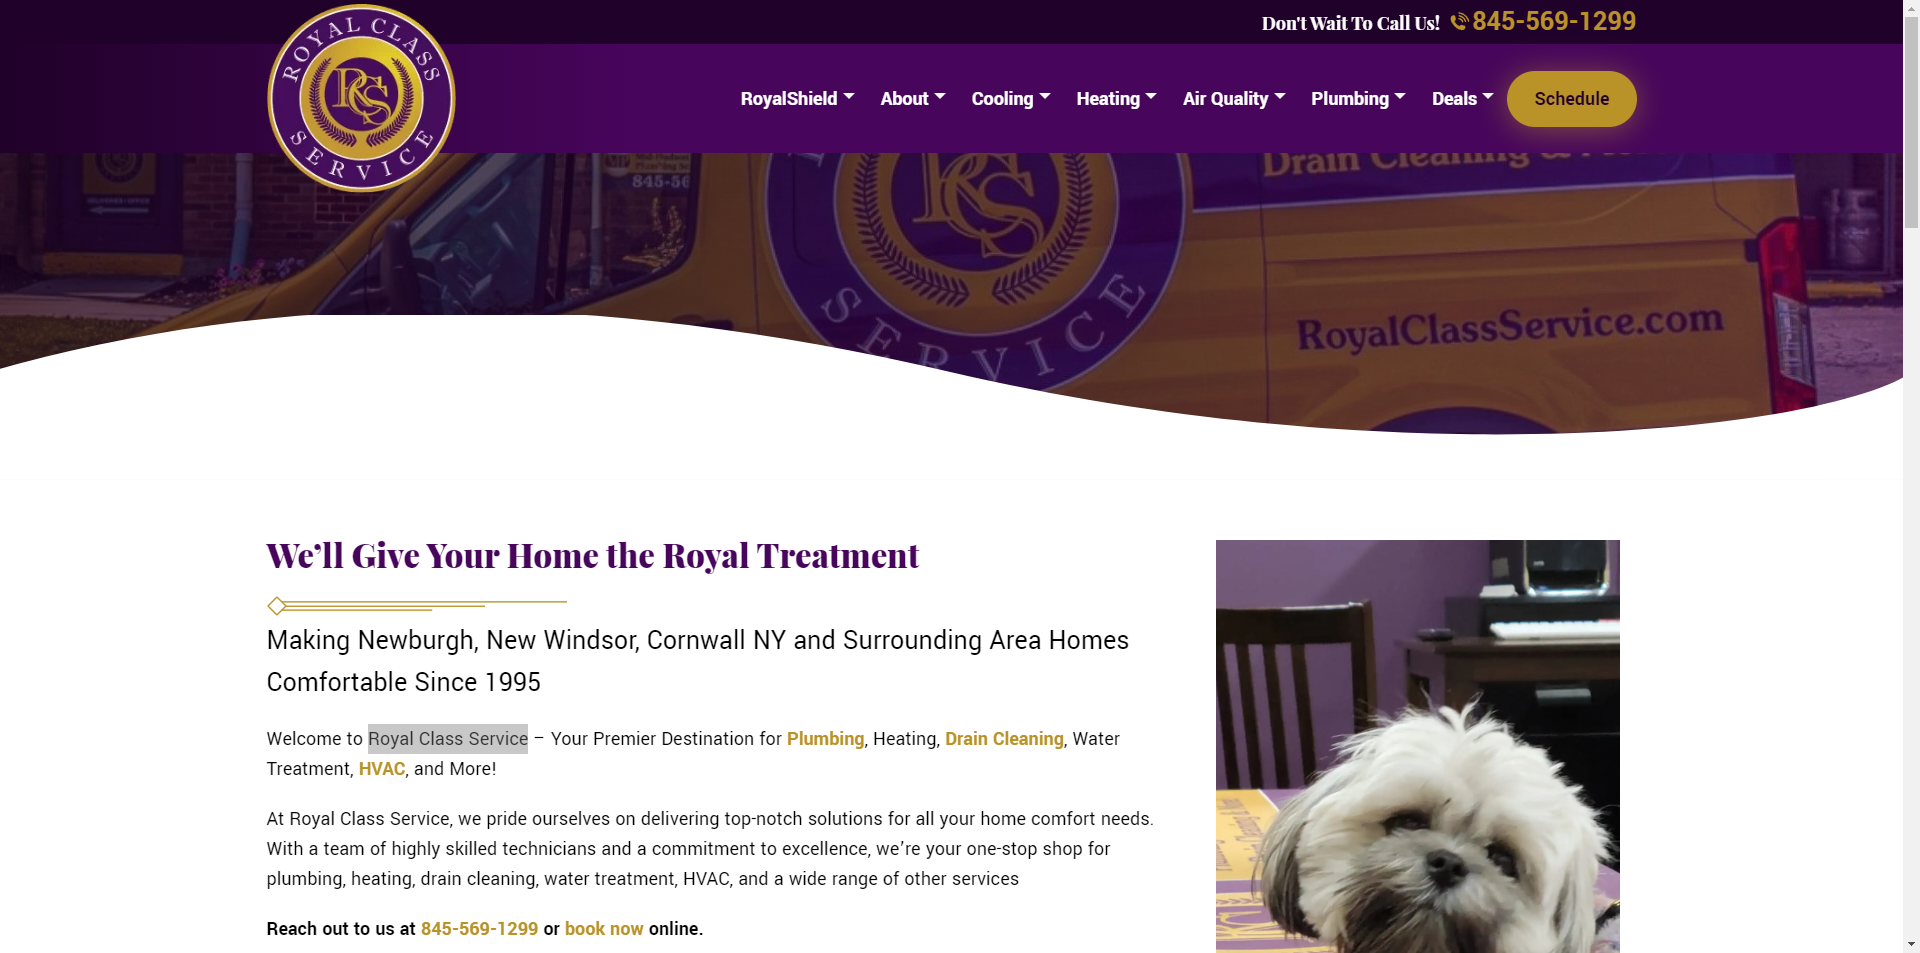 Don't Wait To Call Us! 845-569-1299
ROYAL CLASS
RCS
SERVICE
RoyalShield About Cooling Heating Air Quality Plumbing Deals Schedule
845-56
Drain Cleaning &
RCS
SERVICE
RoyalClassService.com
We’ll Give Your Home the Royal Treatment
Making Newburgh, New Windsor, Cornwall NY and Surrounding Area Homes
Comfortable Since 1995
Welcome to Royal Class Service – Your Premier Destination for Plumbing, Heating, Drain Cleaning, Water
Treatment, HVAC, and More!
At Royal Class Service, we pride ourselves on delivering top-notch solutions for all your home comfort needs.
With a team of highly skilled technicians and a commitment to excellence, we’re your one-stop shop for
plumbing, heating, drain cleaning, water treatment, HVAC, and a wide range of other services
Reach out to us at 845-569-1299 or book now online.